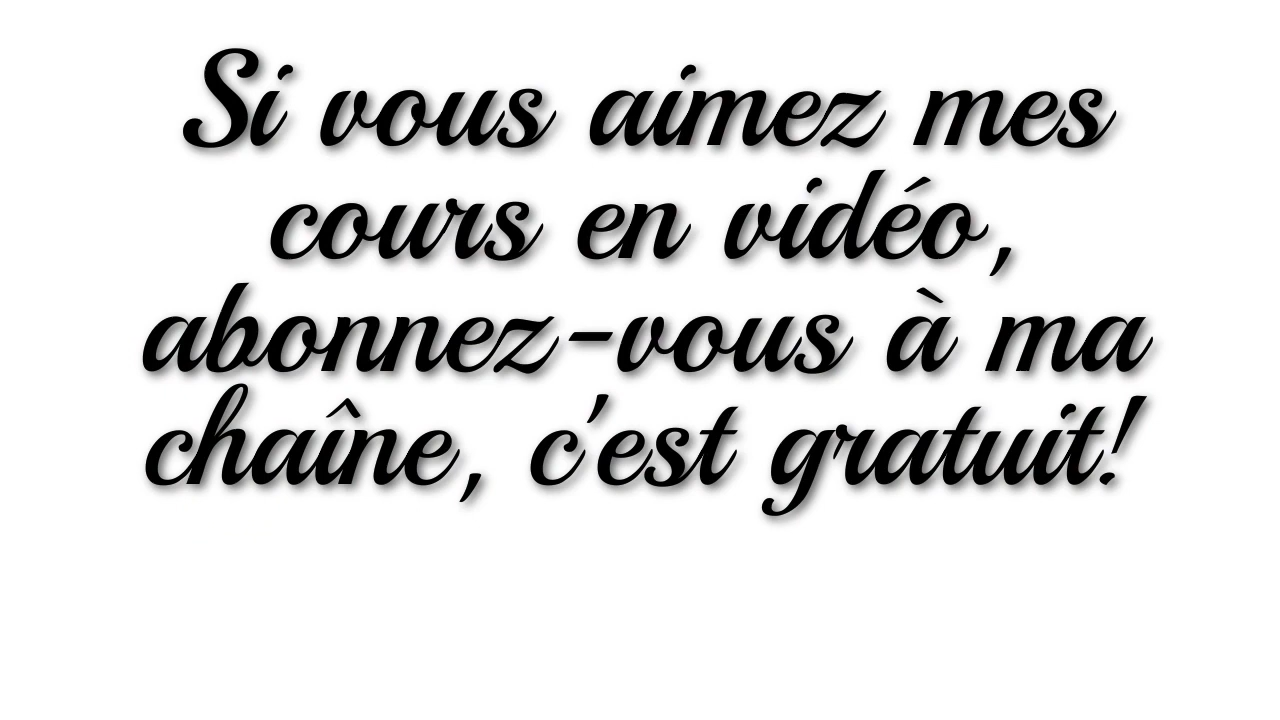 Si vous aimez mes
cours en vidéo,
abonnez-vous à ma
chaîne, c'est gratuit!